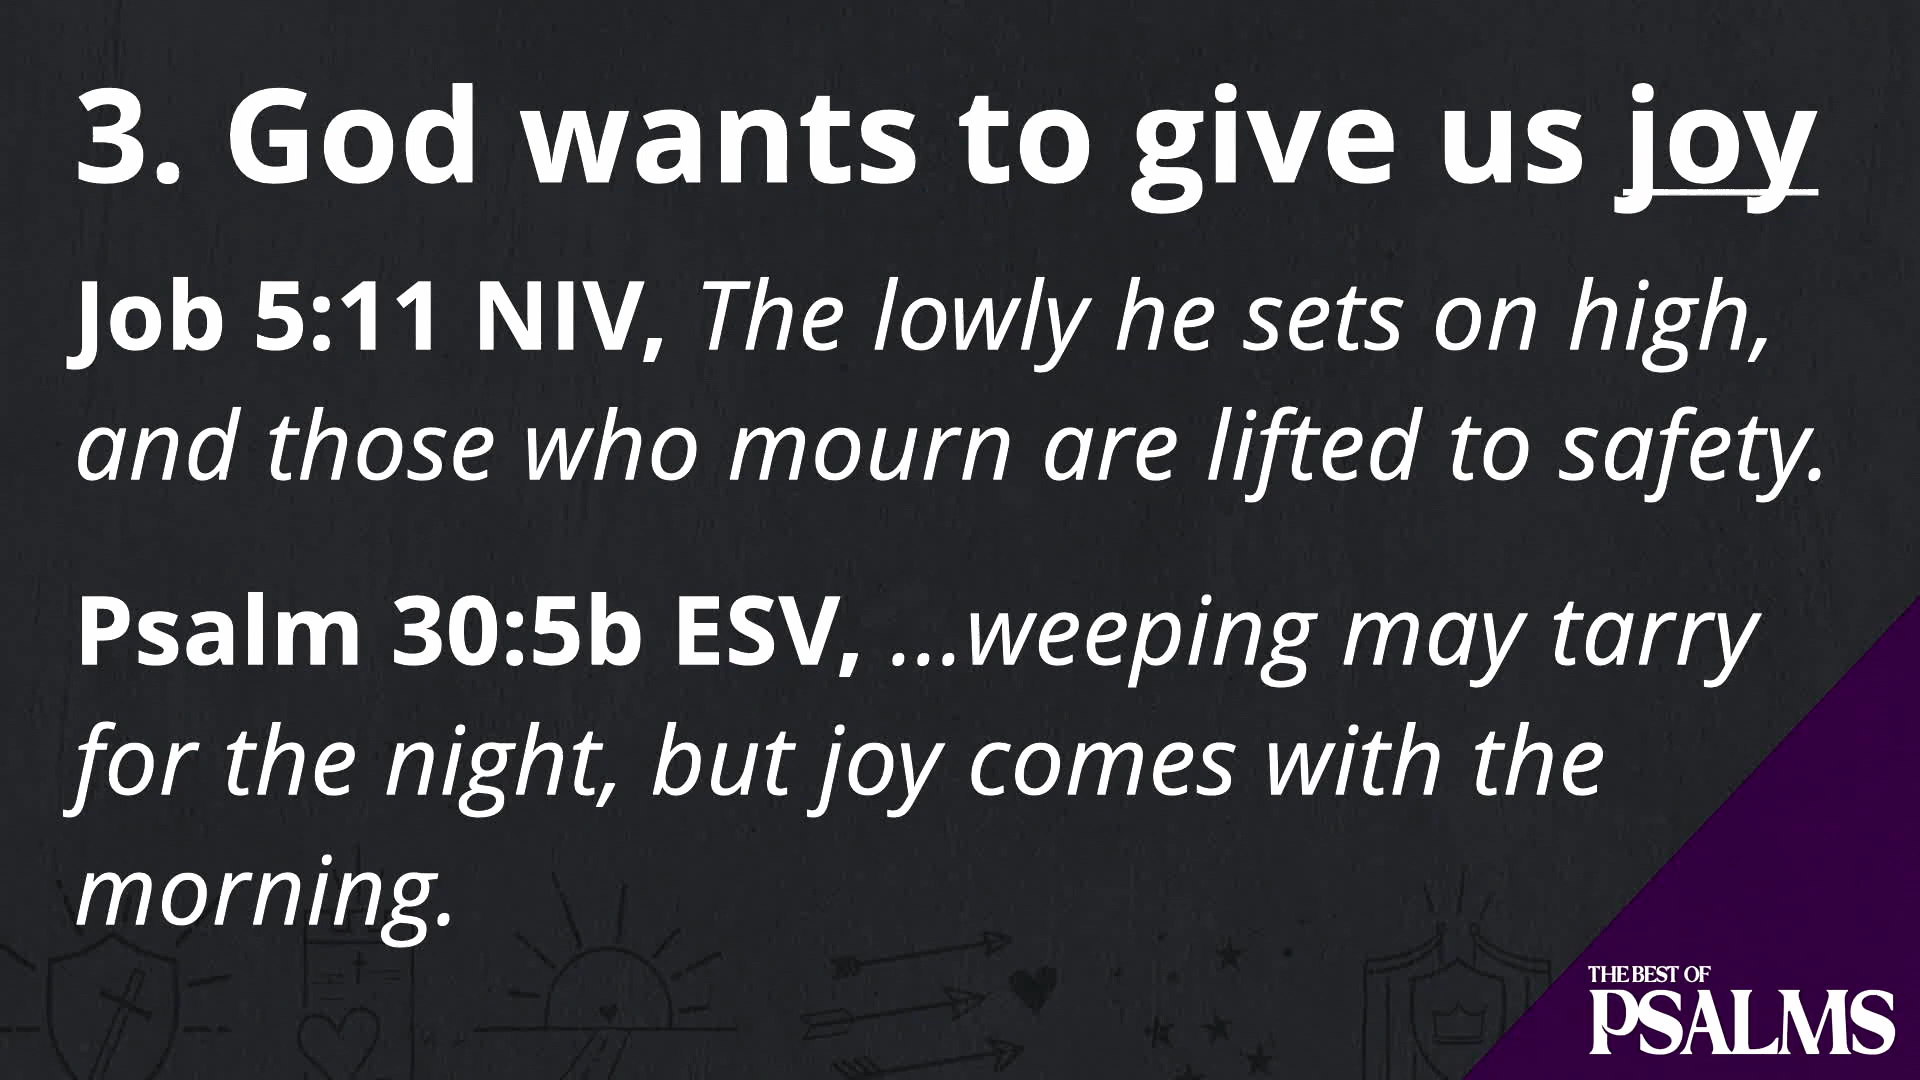 3. God wants to give us joy
Job 5:11 NIV, The lowly he sets on high,
and those who mourn are lifted to safety.
Psalm 30:5b ESV, ...weeping may tarry
for the night, but joy comes with the
morning.
THE BEST OF
PSALMS